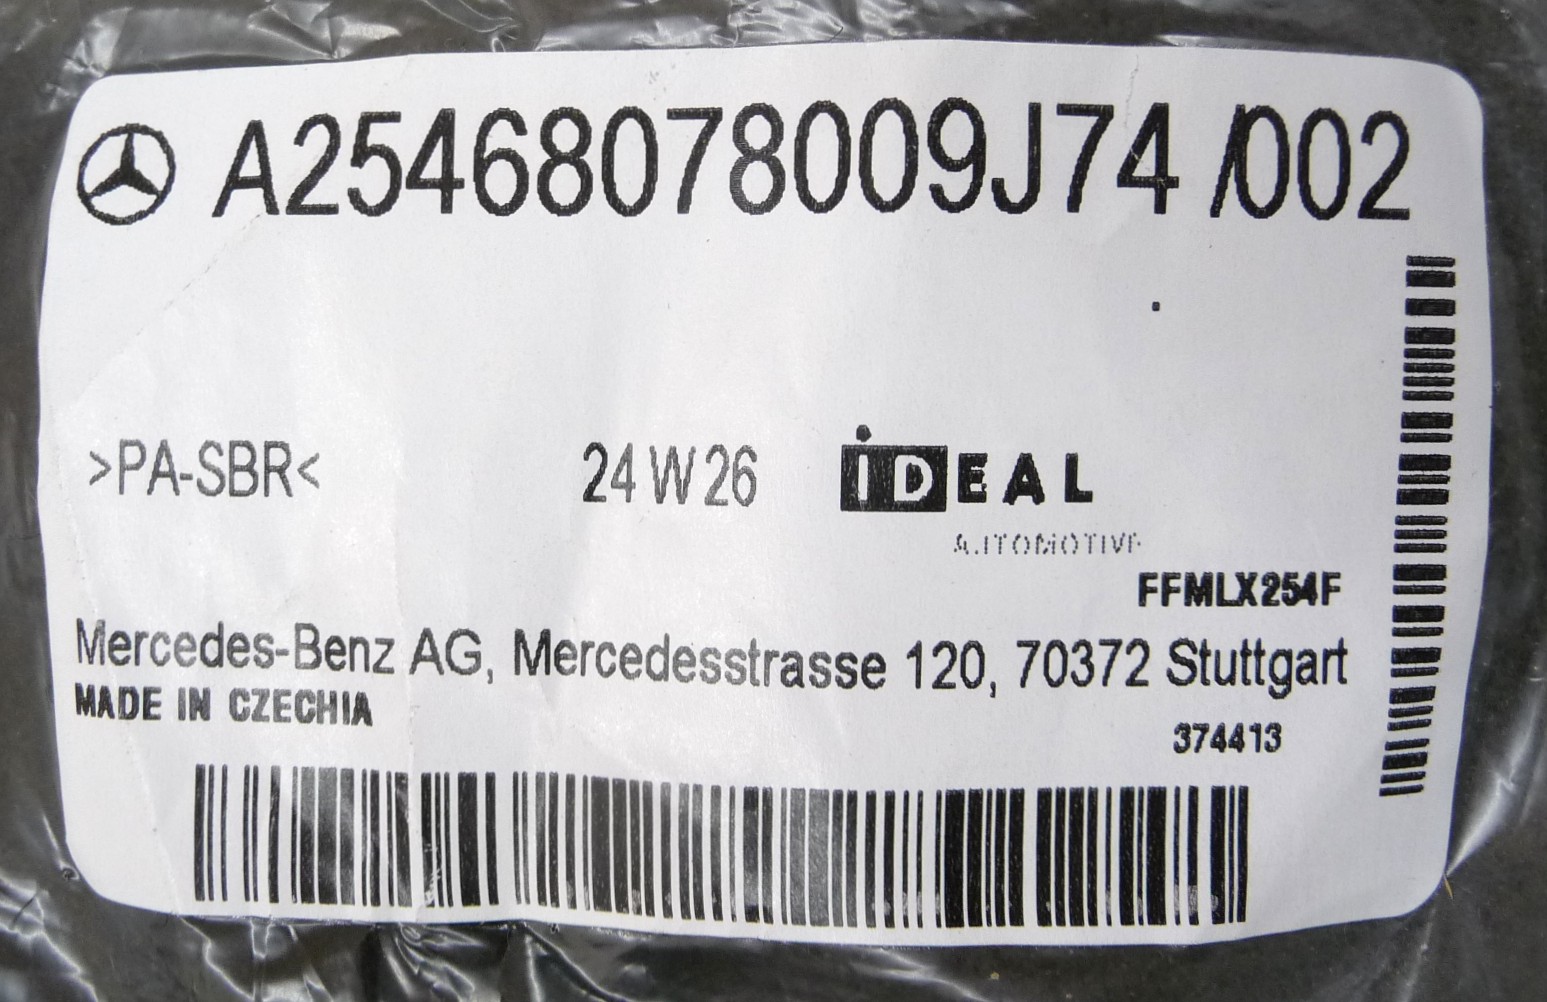 A25468078009J74 /002
>PA-SBR< 24 W 26 iDEAL
AUTOMOTIVE
FFMLX254F
Mercedes-Benz AG, Mercedesstrasse 120, 70372 Stuttgart
MADE IN CZECHIA
374413